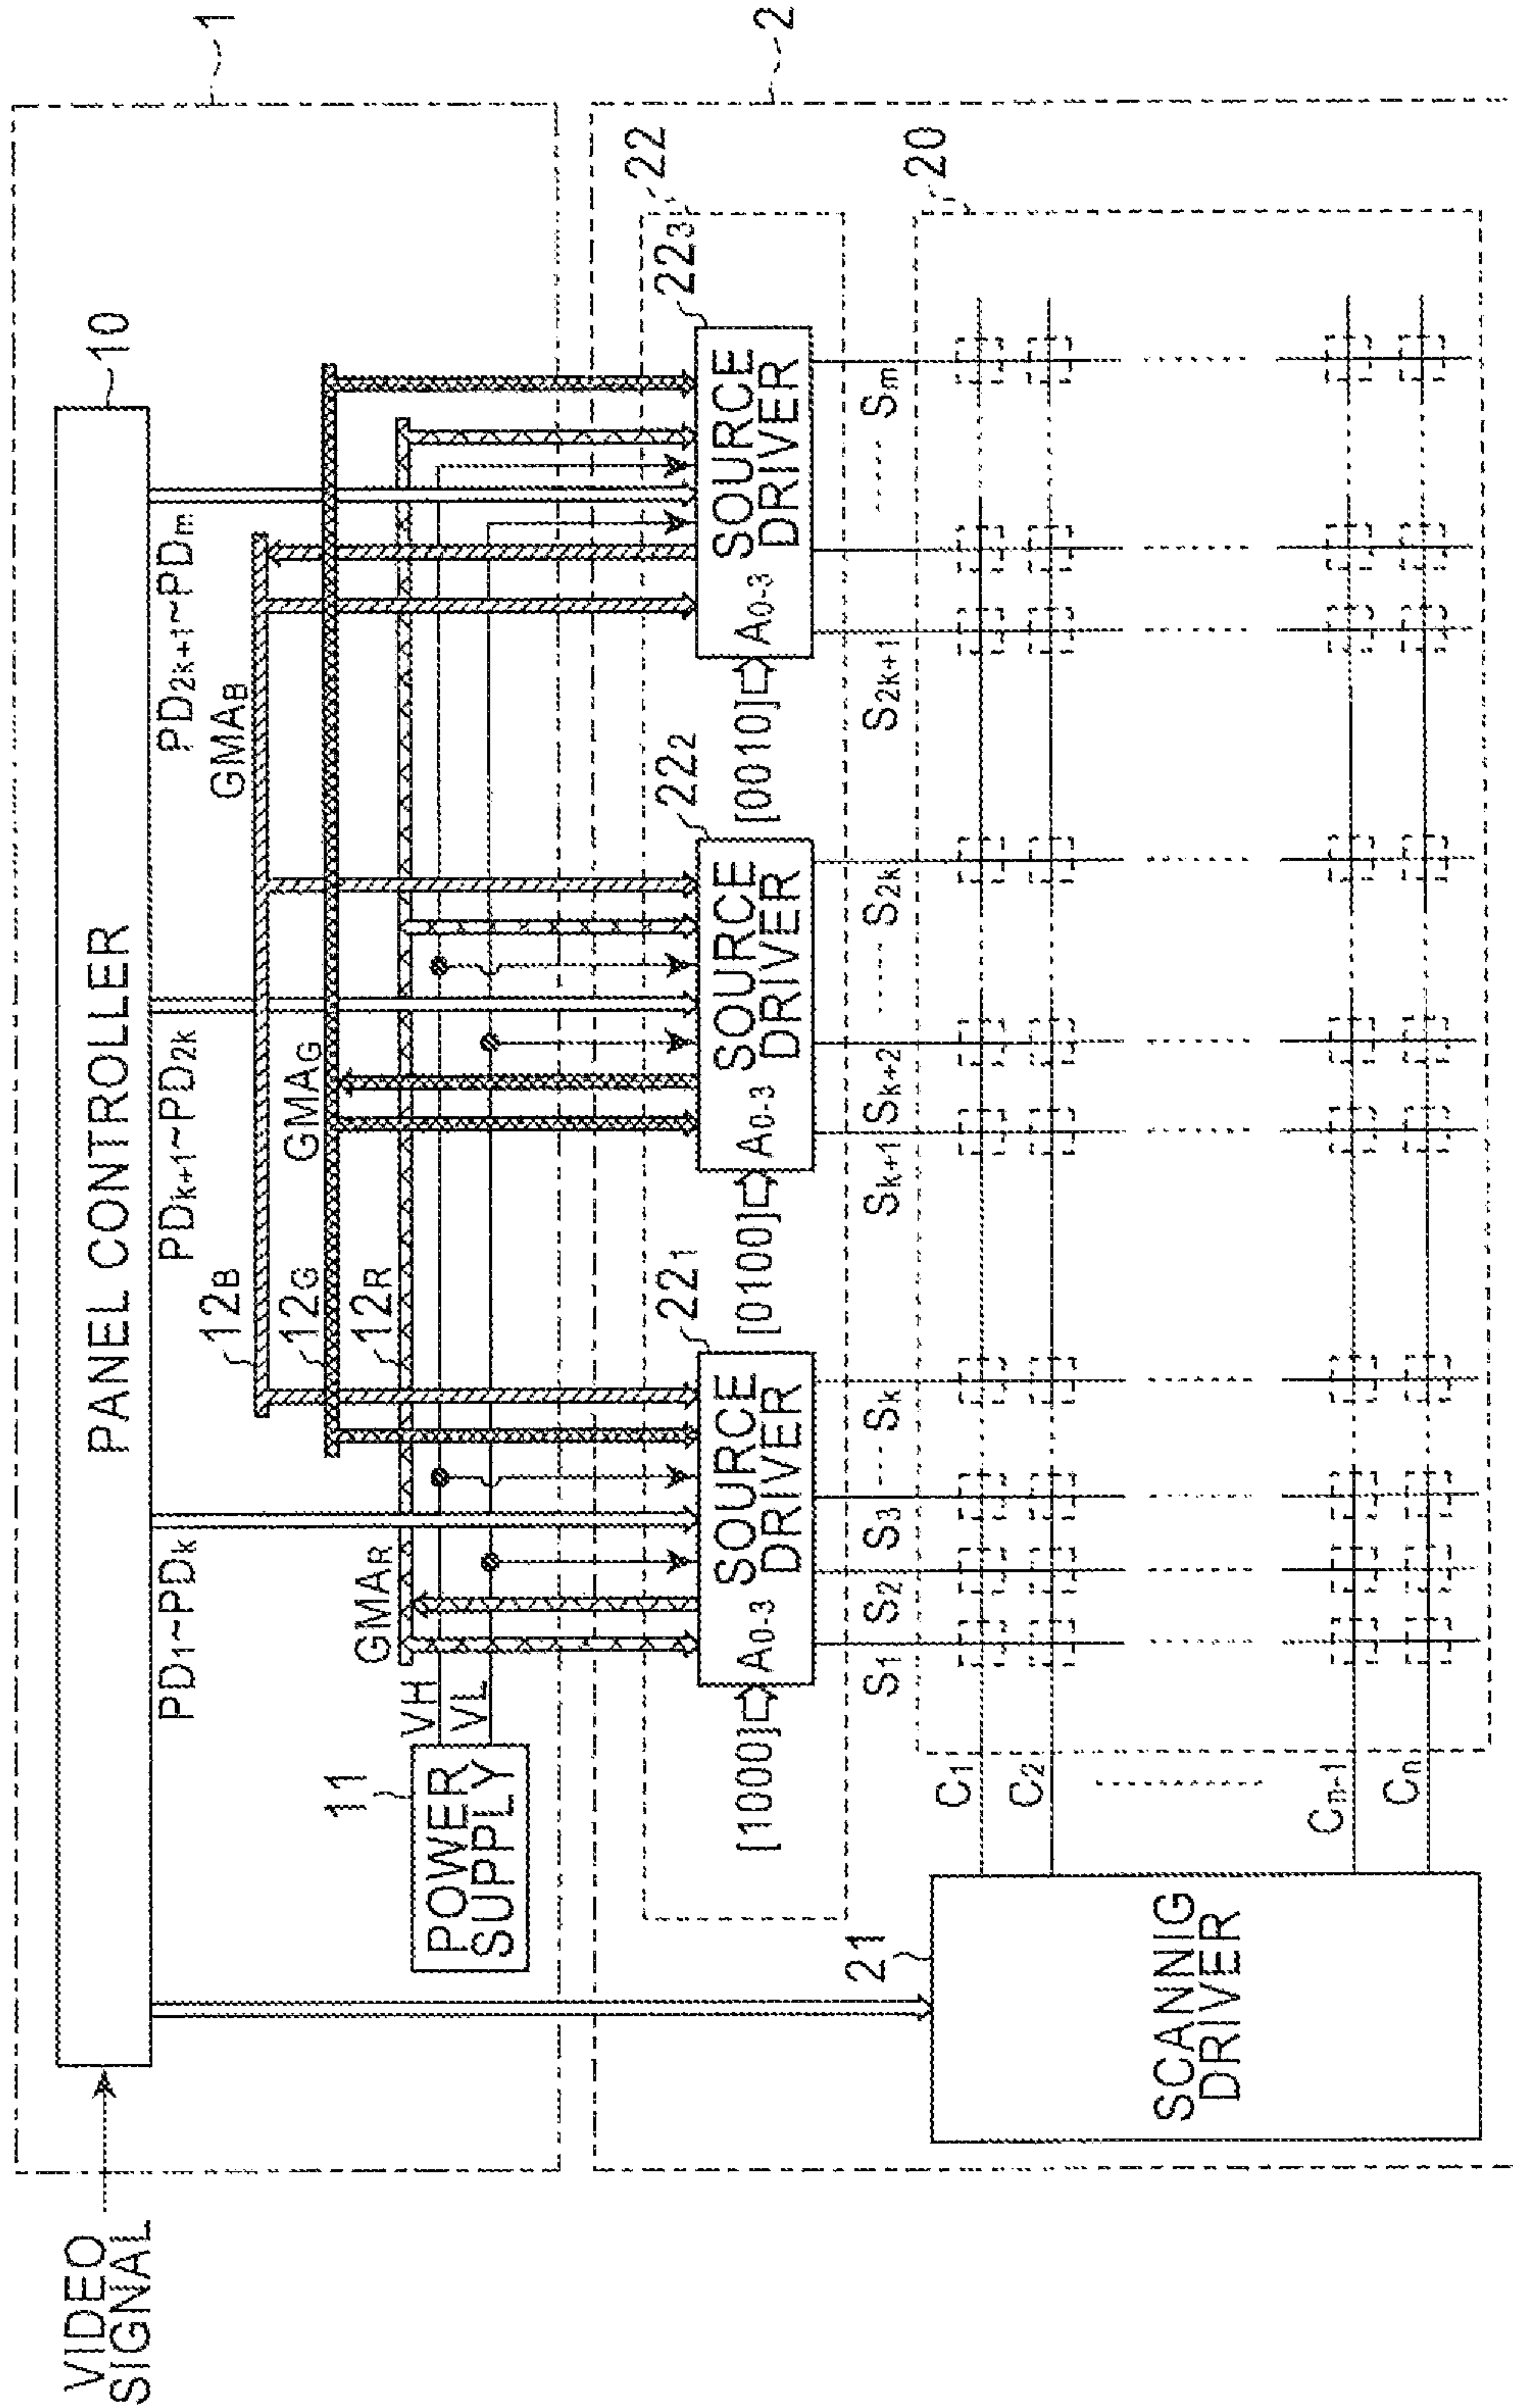 VIDEO
SIGNAL
PANEL CONTROLLER
10
1
PD1~PDk
PDk+1~PD2k
PD2k+1~PDm
12B
GMAB
12G
GMAG
12R
GMAR
VH
VL
11
POWER
SUPPLY
2
22
221
222
223
[1000]
A0-3
SOURCE
DRIVER
[0100]
A0-3
SOURCE
DRIVER
[0010]
A0-3
SOURCE
DRIVER
S1 S2 S3 ····· Sk
Sk+1 Sk+2 ······ S2k
S2k+1 ····· Sm
20
21
SCANNIG
DRIVER
C1
C2
Cn-1
Cn